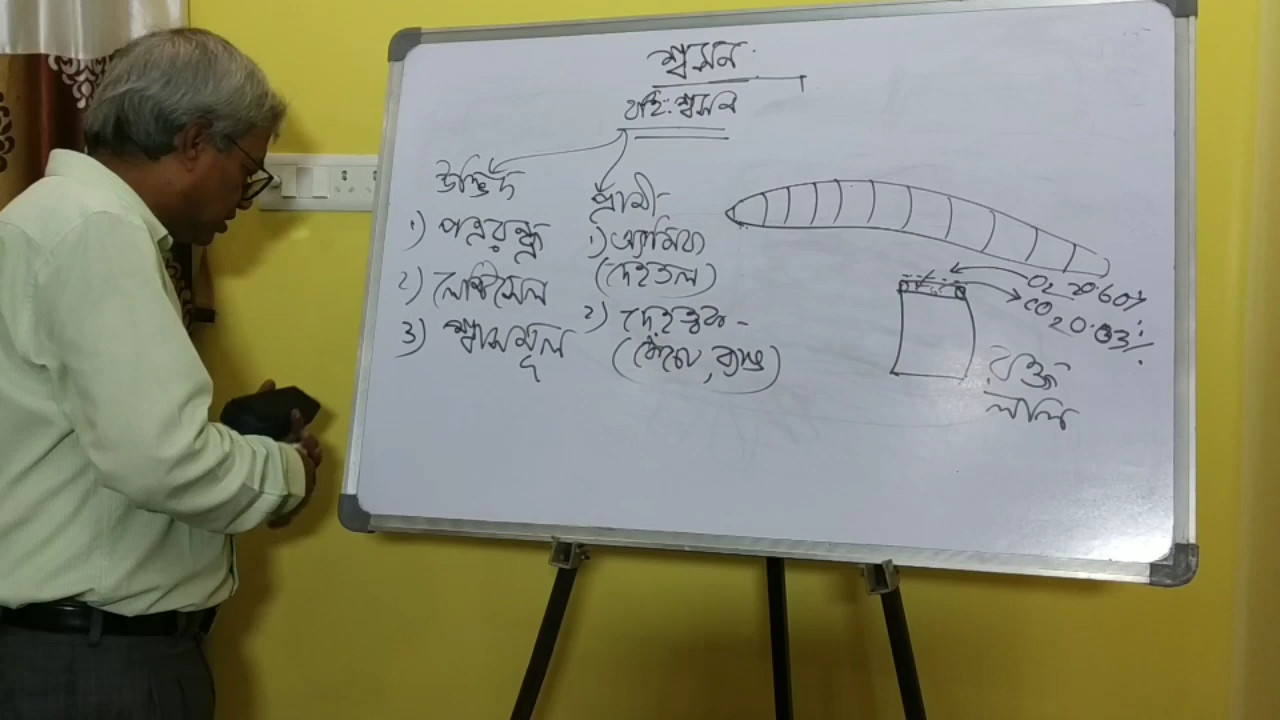 শ্বসন
বহিঃশ্বসন
উদ্ভিদ
১) পত্ররন্ধ্র
২) লেন্টিসেল
৩) শ্বাসমূল
প্রাণী
১) অ্যামিবা
(দেহতল)
২) দেহত্বক -
(কেঁচো, ব্যাঙ)
O₂ 20.60%
CO₂ 0.03%
রক্ত